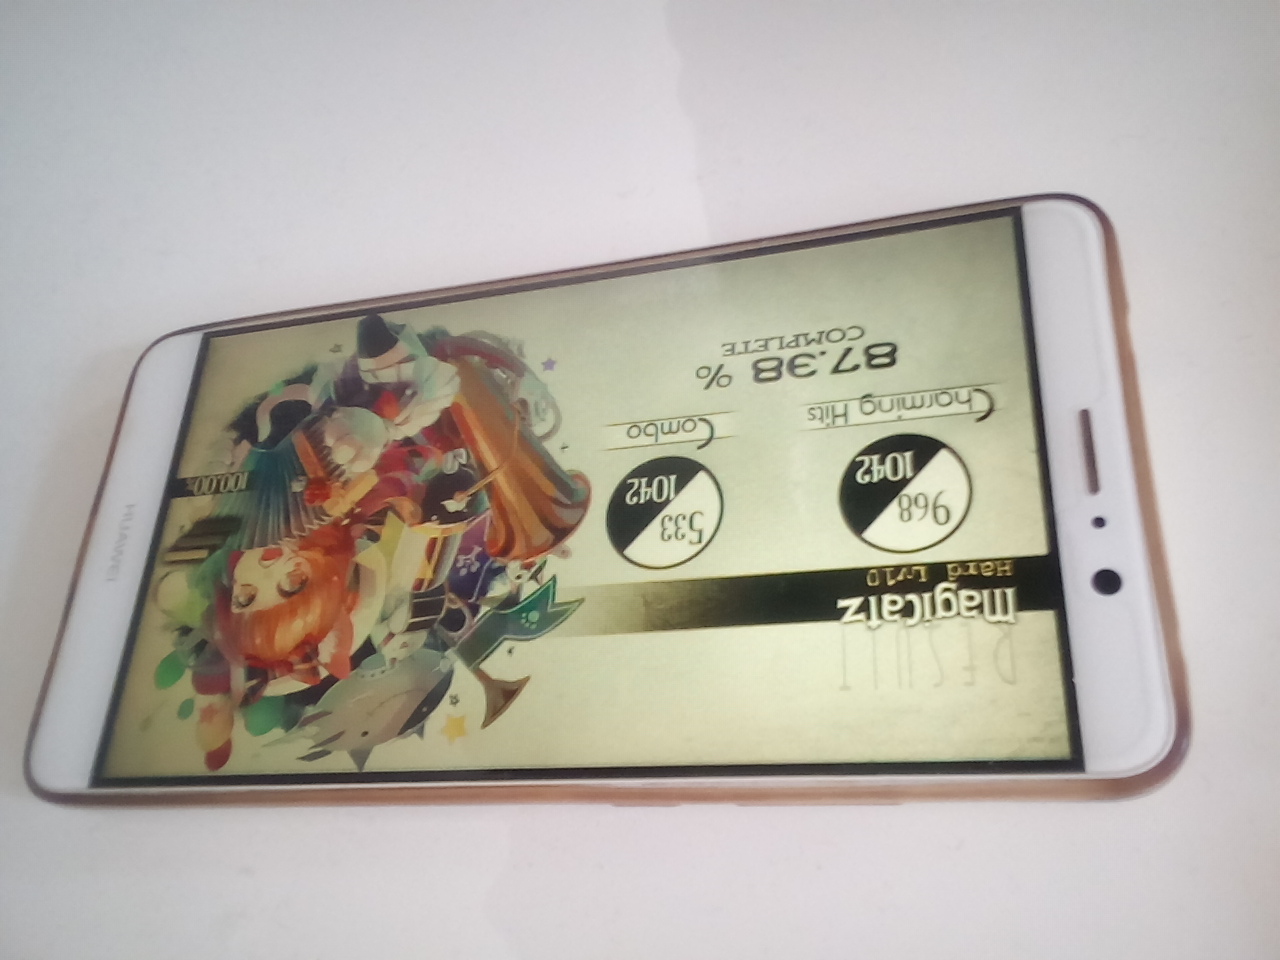 RESULT
Magicatz
Hard Lv10
968
1042
Charming Hits
533
1042
Combo
87.38 %
COMPLETE
100.00%
HUAWEI